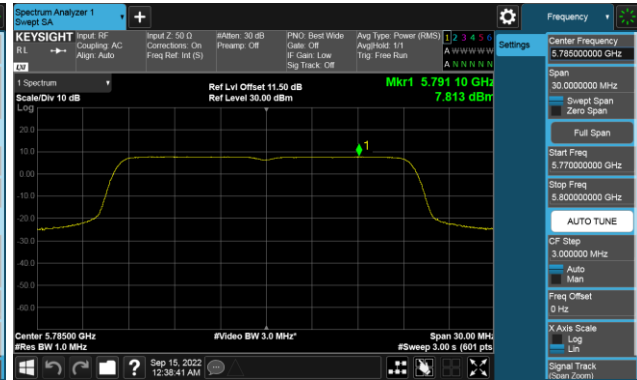 Spectrum Analyzer 1
Swept SA
Frequency
KEYSIGHT
RL
Input: RF
Coupling: AC
Align: Auto
Input Z: 50 Ω
Corrections: On
Freq Ref: Int (S)
#Atten: 30 dB
Preamp: Off
PNO: Best Wide
Gate: Off
IF Gain: Low
Sig Track: Off
Avg Type: Power (RMS)
Avg|Hold: 1/1
Trig: Free Run
1 2 3 4 5 6
A W W W W W
A N N N N N
LXI
1 Spectrum
Scale/Div 10 dB
Log
Ref Lvl Offset 11.50 dB
Ref Level 30.00 dBm
Mkr1 5.791 10 GHz
7.813 dBm
1
20.0
10.0
0.00
-10.0
-20.0
-30.0
-40.0
-50.0
-60.0
Center 5.78500 GHz
#Res BW 1.0 MHz
#Video BW 3.0 MHz*
Span 30.00 MHz
#Sweep 3.00 s (601 pts)
?
Sep 15, 2022
12:38:41 AM
Settings
Center Frequency
5.785000000 GHz
Span
30.0000000 MHz
Swept Span
Zero Span
Full Span
Start Freq
5.770000000 GHz
Stop Freq
5.800000000 GHz
AUTO TUNE
CF Step
3.000000 MHz
Auto
Man
Freq Offset
0 Hz
X Axis Scale
Log
Lin
Signal Track
(Span Zoom)